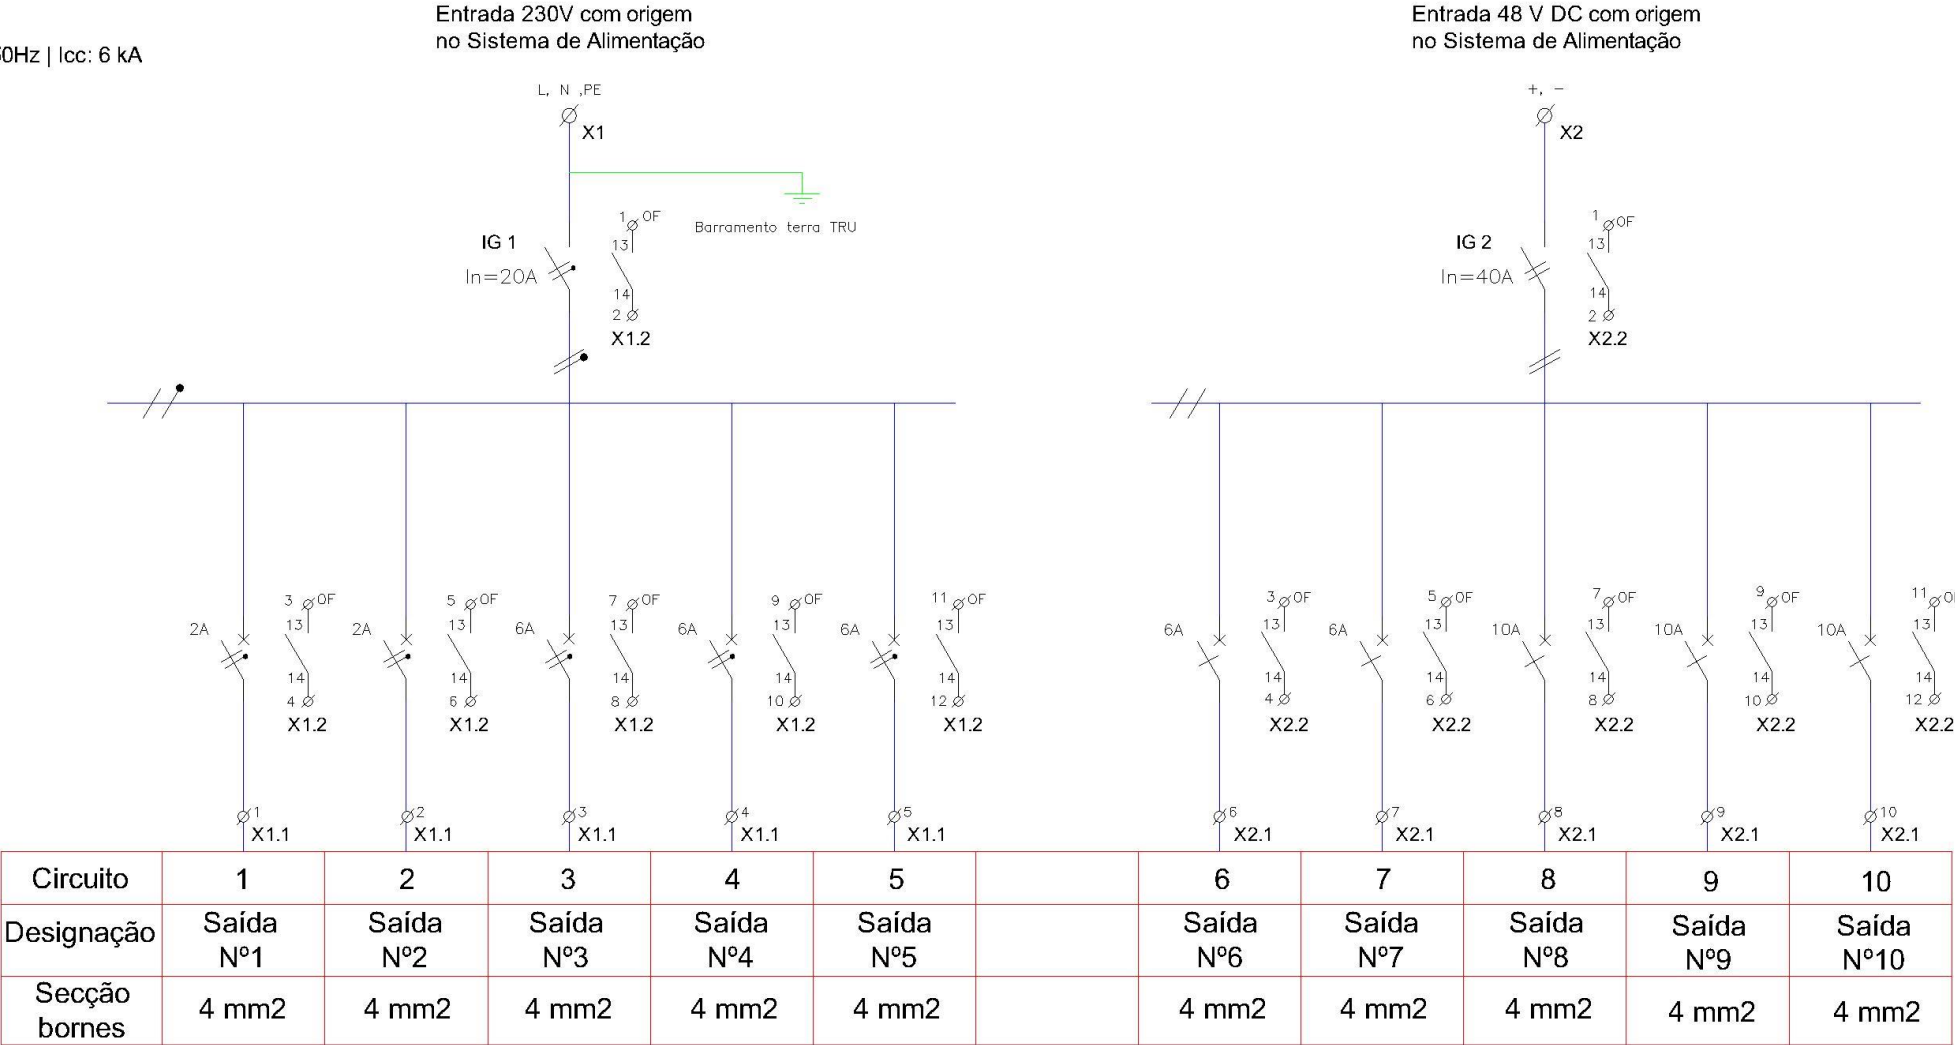 Entrada 230V com origem
no Sistema de Alimentação
Entrada 48 V DC com origem
no Sistema de Alimentação
0Hz | Icc: 6 kA
L, N ,PE
X1
+, -
X2
Barramento terra TRU
IG 1
In=20A
1 OF
13
14
2
X1.2
IG 2
In=40A
1 OF
13
14
2
X2.2
2A
3 OF
13
14
4
X1.2
2A
5 OF
13
14
6
X1.2
6A
7 OF
13
14
8
X1.2
6A
9 OF
13
14
10
X1.2
6A
11 OF
13
14
12
X1.2
6A
3 OF
13
14
4
X2.2
6A
5 OF
13
14
6
X2.2
10A
7 OF
13
14
8
X2.2
10A
9 OF
13
14
10
X2.2
10A
11 O
13
14
12
X2.2
1
X1.1
2
X1.1
3
X1.1
4
X1.1
5
X1.1
6
X2.1
7
X2.1
8
X2.1
9
X2.1
10
X2.1
Circuito 1 2 3 4 5 6 7 8 9 10
Designação
Saída
Nº1
Saída
Nº2
Saída
Nº3
Saída
Nº4
Saída
Nº5
Saída
Nº6
Saída
Nº7
Saída
Nº8
Saída
Nº9
Saída
Nº10
Secção
bornes
4 mm2 4 mm2 4 mm2 4 mm2 4 mm2 4 mm2 4 mm2 4 mm2 4 mm2 4 mm2